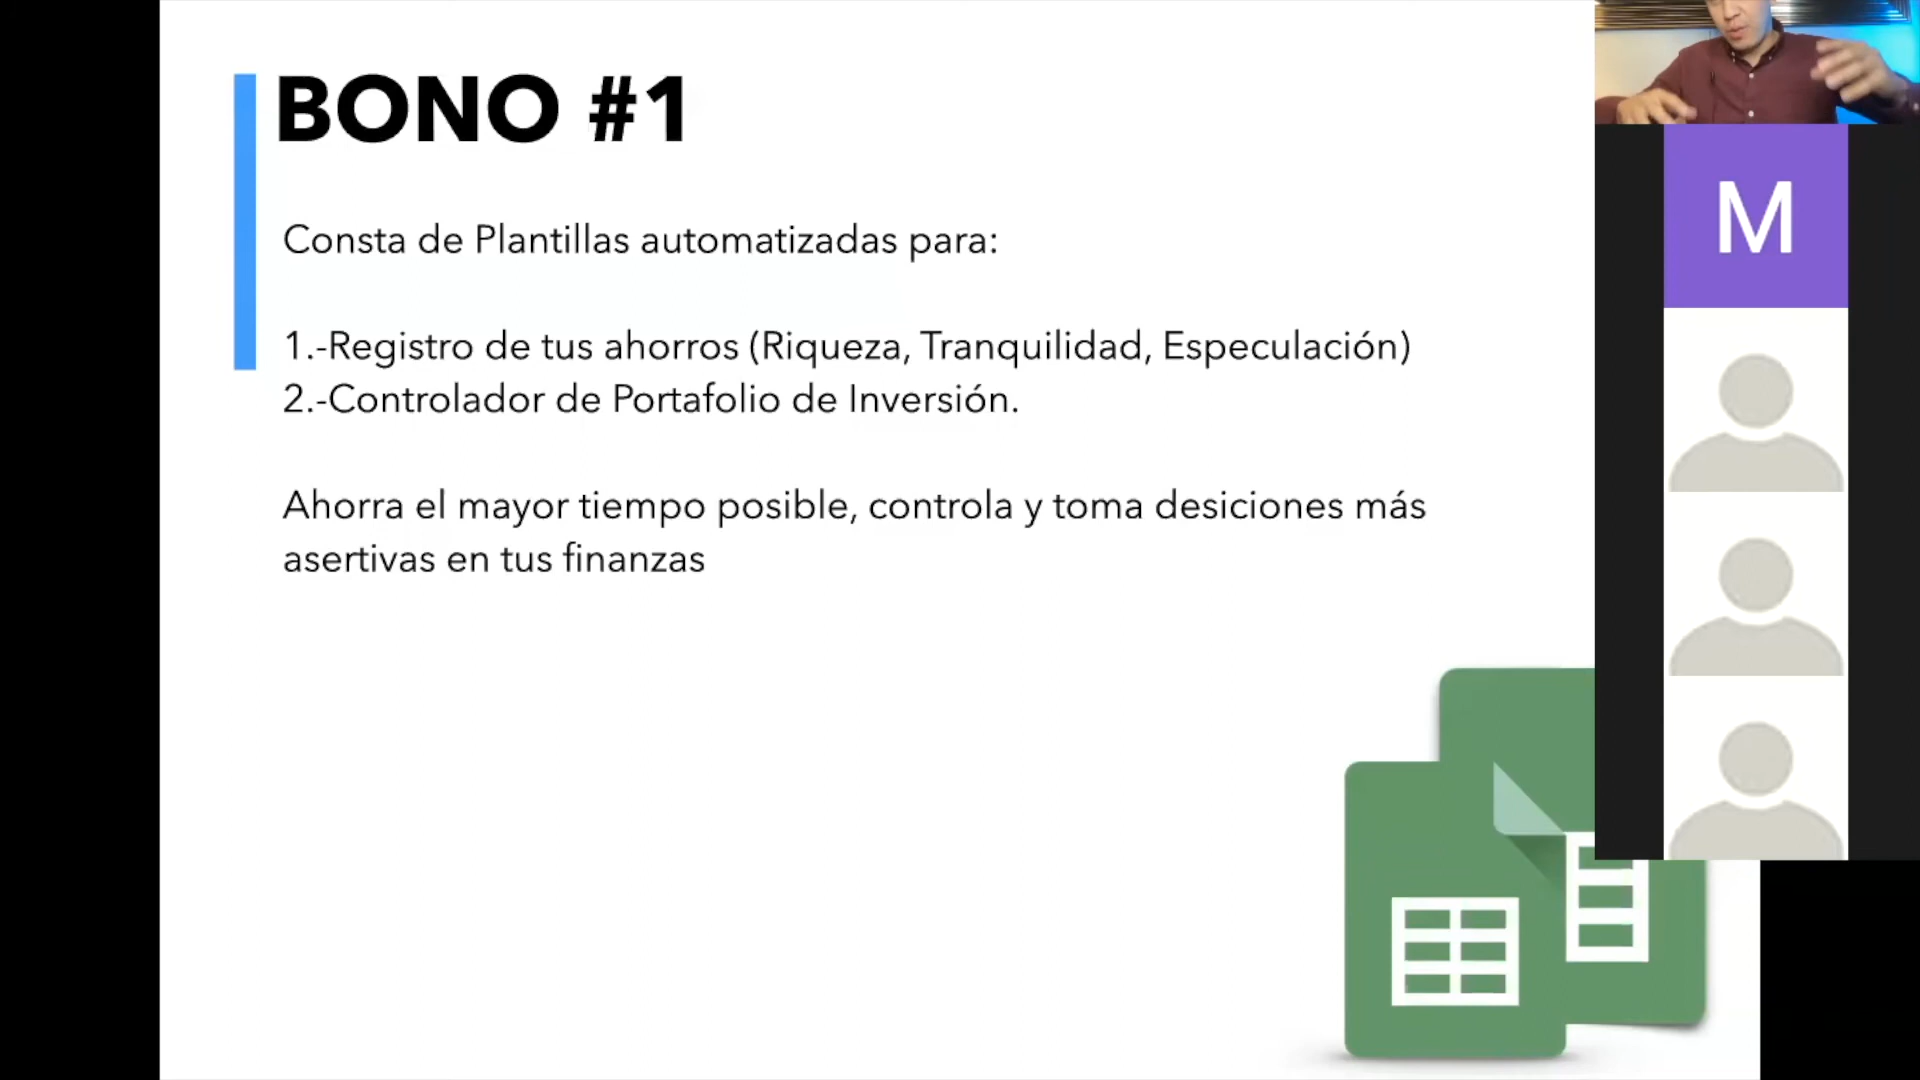 BONO #1
Consta de Plantillas automatizadas para:
1.-Registro de tus ahorros (Riqueza, Tranquilidad, Especulación)
2.-Controlador de Portafolio de Inversión.
Ahorra el mayor tiempo posible, controla y toma desiciones más
asertivas en tus finanzas
M